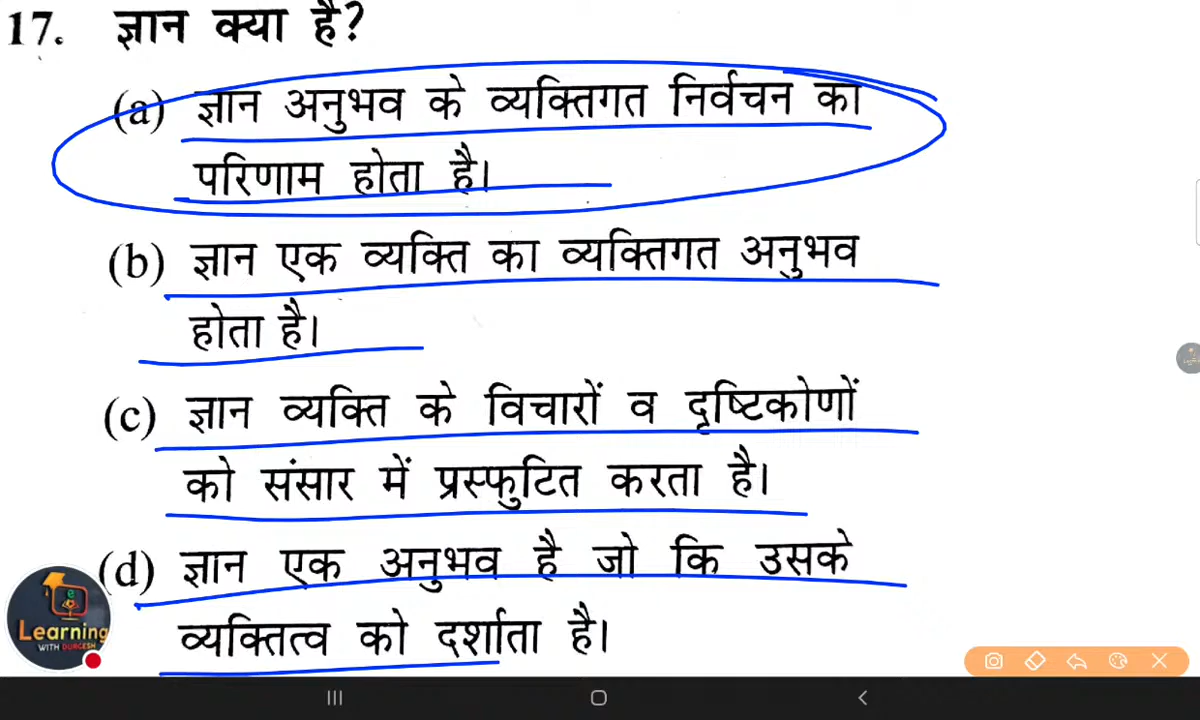 17. ज्ञान क्या है?
(a) ज्ञान अनुभव के व्यक्तिगत निर्वचन का
परिणाम होता है।
(b) ज्ञान एक व्यक्ति का व्यक्तिगत अनुभव
होता है।
(c) ज्ञान व्यक्ति के विचारों व दृष्टिकोणों
को संसार में प्रस्फुटित करता है।
(d) ज्ञान एक अनुभव है जो कि उसके
व्यक्तित्व को दर्शाता है।
e
Learning
WITH DURGESH